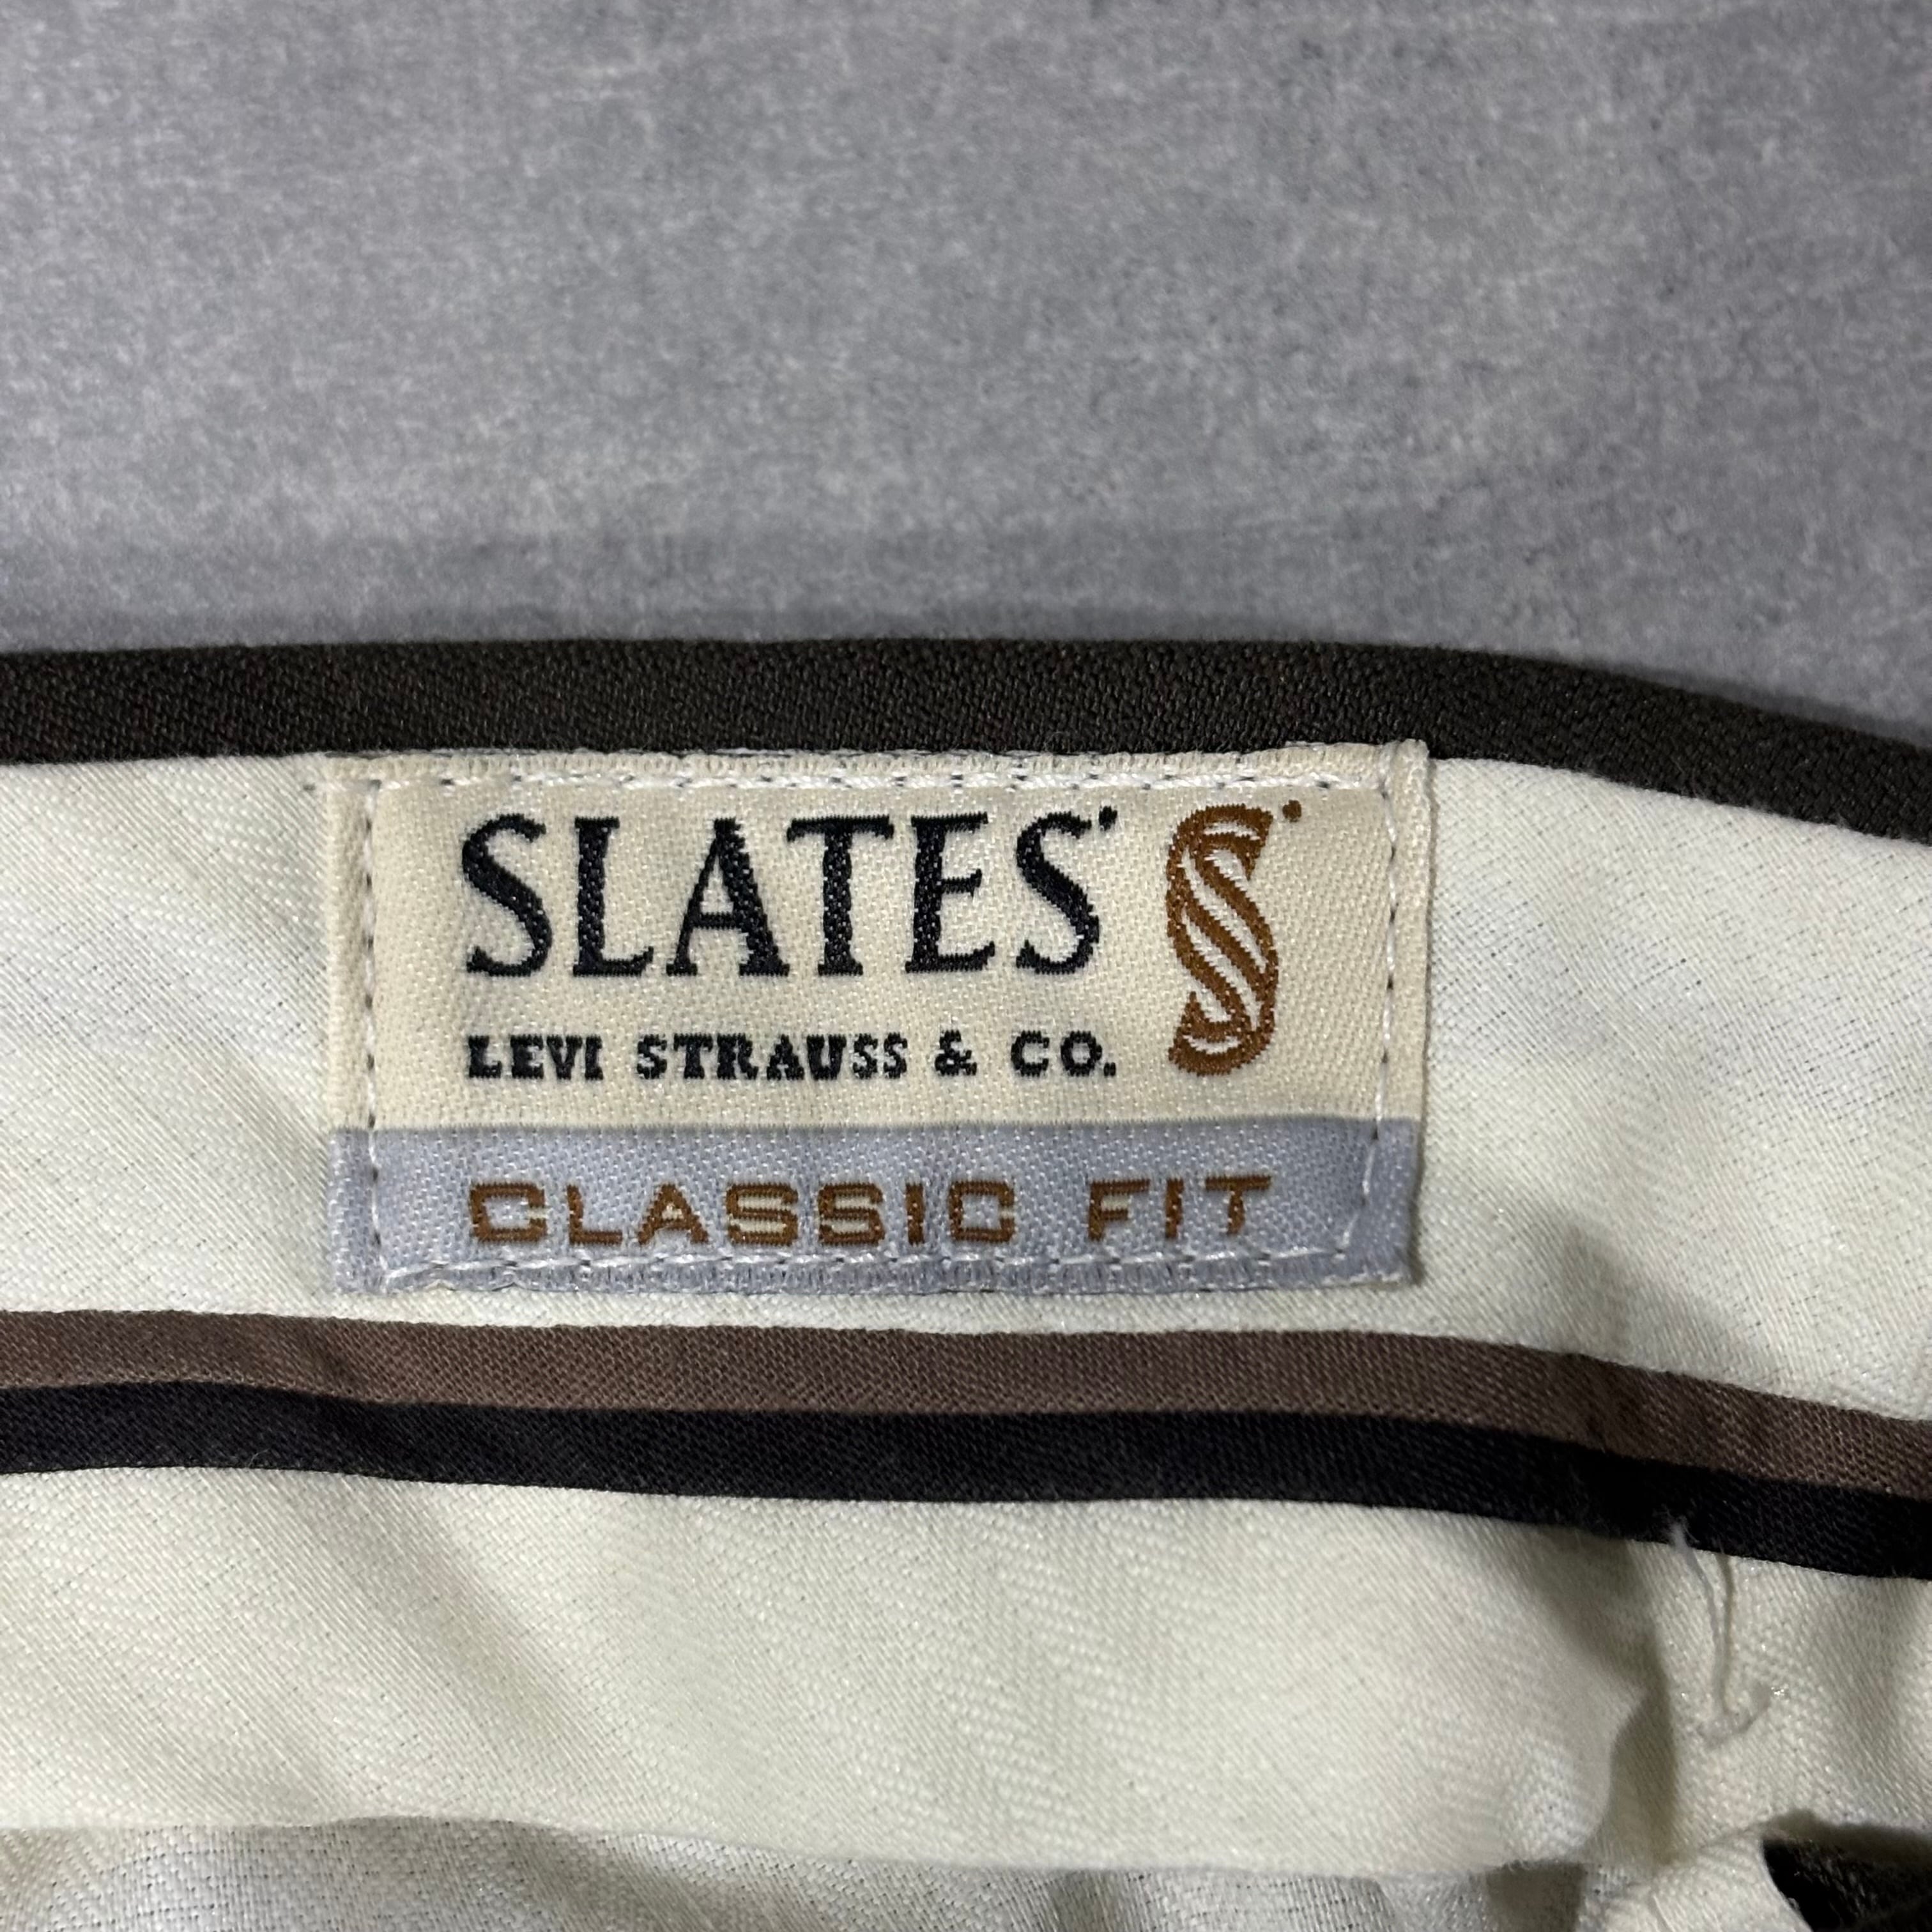 SLATES S
LEVI STRAUSS & CO.
CLASSIC FIT